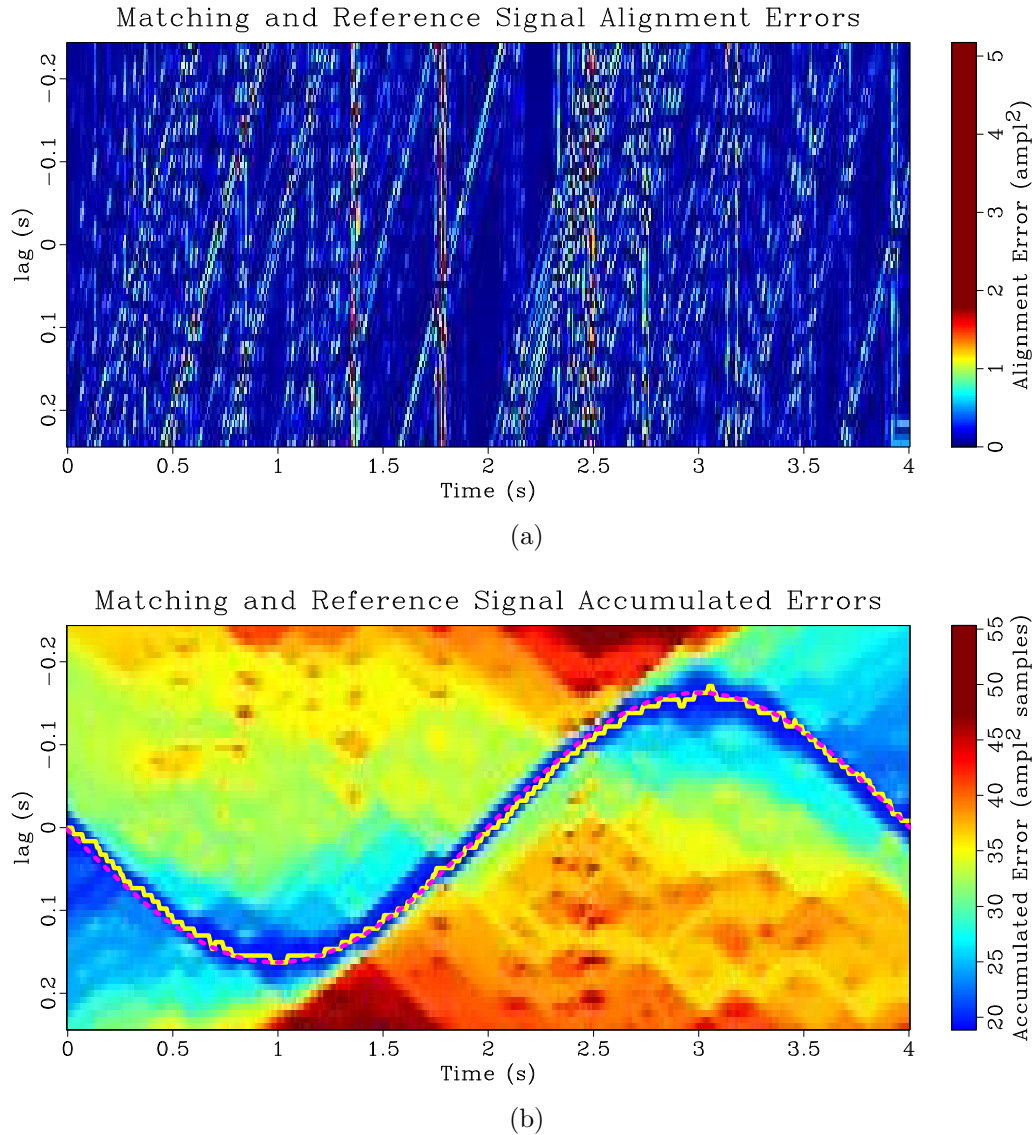 Matching and Reference Signal Alignment Errors
−0.2
−0.1
0
0.1
0.2
lag (s)
0 0.5 1 1.5 2 2.5 3 3.5 4
Time (s)
5
4
3
2
1
0
Alignment Error (ampl²)
(a)
Matching and Reference Signal Accumulated Errors
−0.2
−0.1
0
0.1
0.2
lag (s)
0 0.5 1 1.5 2 2.5 3 3.5 4
Time (s)
55
50
45
40
35
30
25
20
Accumulated Error (ampl² samples)
(b)